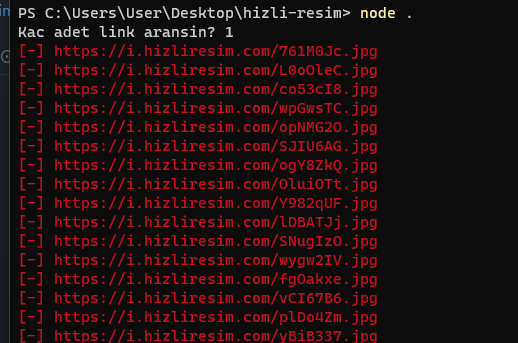 PS C:\Users\User\Desktop\hizli-resim> node .
Kac adet link aransin? 1
[-] https://i.hizliresim.com/761M0Jc.jpg
[-] https://i.hizliresim.com/L0oOleC.jpg
[-] https://i.hizliresim.com/co53cI8.jpg
[-] https://i.hizliresim.com/wpGwsTC.jpg
[-] https://i.hizliresim.com/opNMG2O.jpg
[-] https://i.hizliresim.com/SJIU6AG.jpg
[-] https://i.hizliresim.com/ogY8ZkQ.jpg
[-] https://i.hizliresim.com/OluiOTt.jpg
[-] https://i.hizliresim.com/Y982qUF.jpg
[-] https://i.hizliresim.com/lDBATJj.jpg
[-] https://i.hizliresim.com/SNugIzO.jpg
[-] https://i.hizliresim.com/wygw2IV.jpg
[-] https://i.hizliresim.com/fgOakxe.jpg
[-] https://i.hizliresim.com/vCI67B6.jpg
[-] https://i.hizliresim.com/plDo4Zm.jpg
[-] https://i.hizliresim.com/yBiB337.jpg